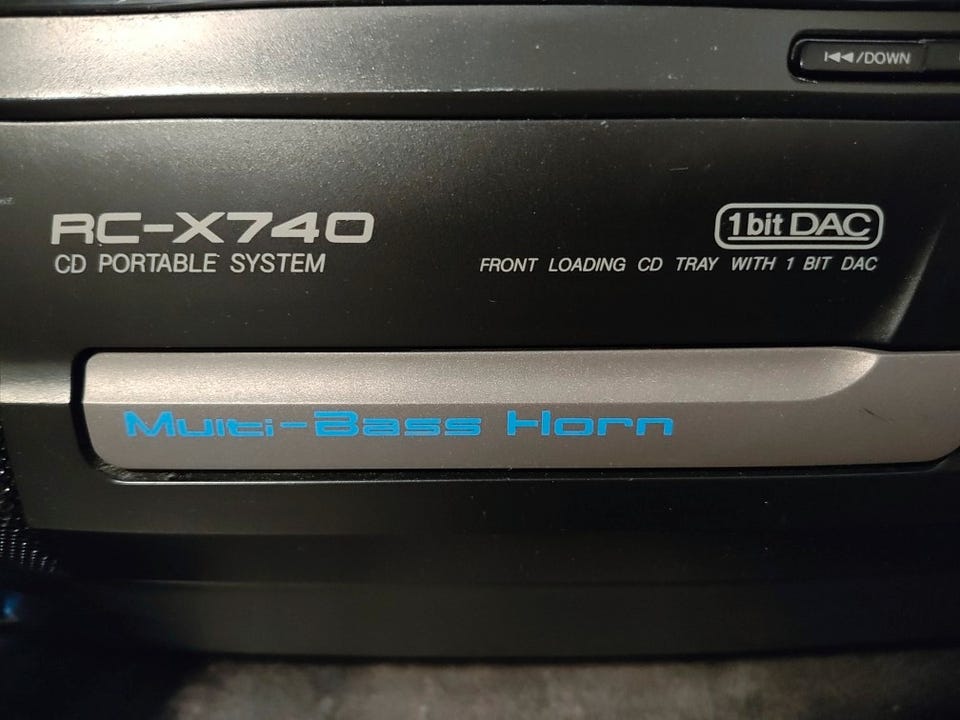 ⏮/DOWN
RC-X740
1bit DAC
CD PORTABLE SYSTEM
FRONT LOADING CD TRAY WITH 1 BIT DAC
Multi-Bass Horn